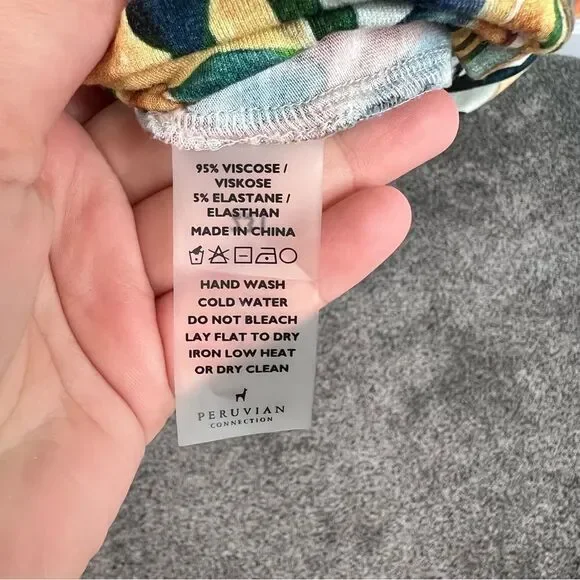 95% VISCOSE /
VISKOSE
5% ELASTANE /
ELASTHAN
MADE IN CHINA
HAND WASH
COLD WATER
DO NOT BLEACH
LAY FLAT TO DRY
IRON LOW HEAT
OR DRY CLEAN
PERUVIAN
CONNECTION